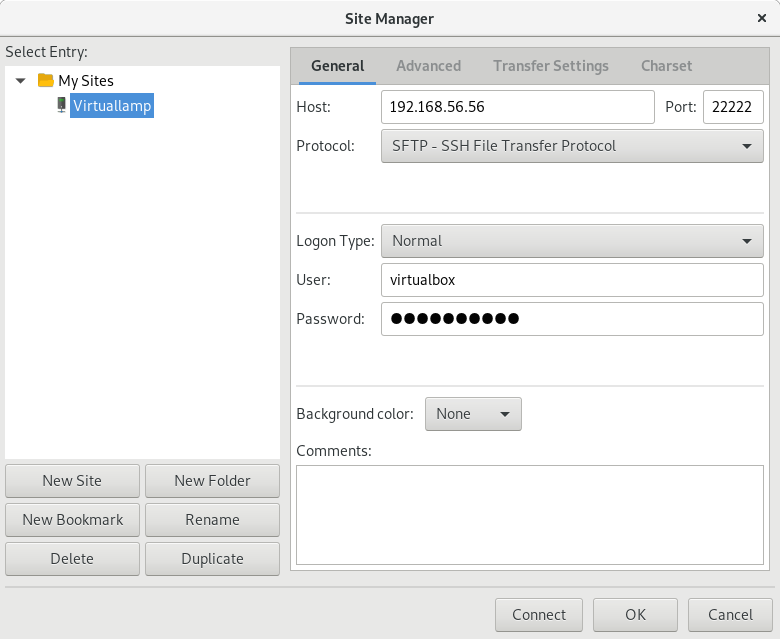 Site Manager
Select Entry:
My Sites
Virtuallamp
New Site
New Folder
New Bookmark
Rename
Delete
Duplicate
General
Advanced
Transfer Settings
Charset
Host:
192.168.56.56
Port:
22222
Protocol:
SFTP - SSH File Transfer Protocol
Logon Type:
Normal
User:
virtualbox
Password:
●●●●●●●●●●
Background color:
None
Comments:
Connect
OK
Cancel